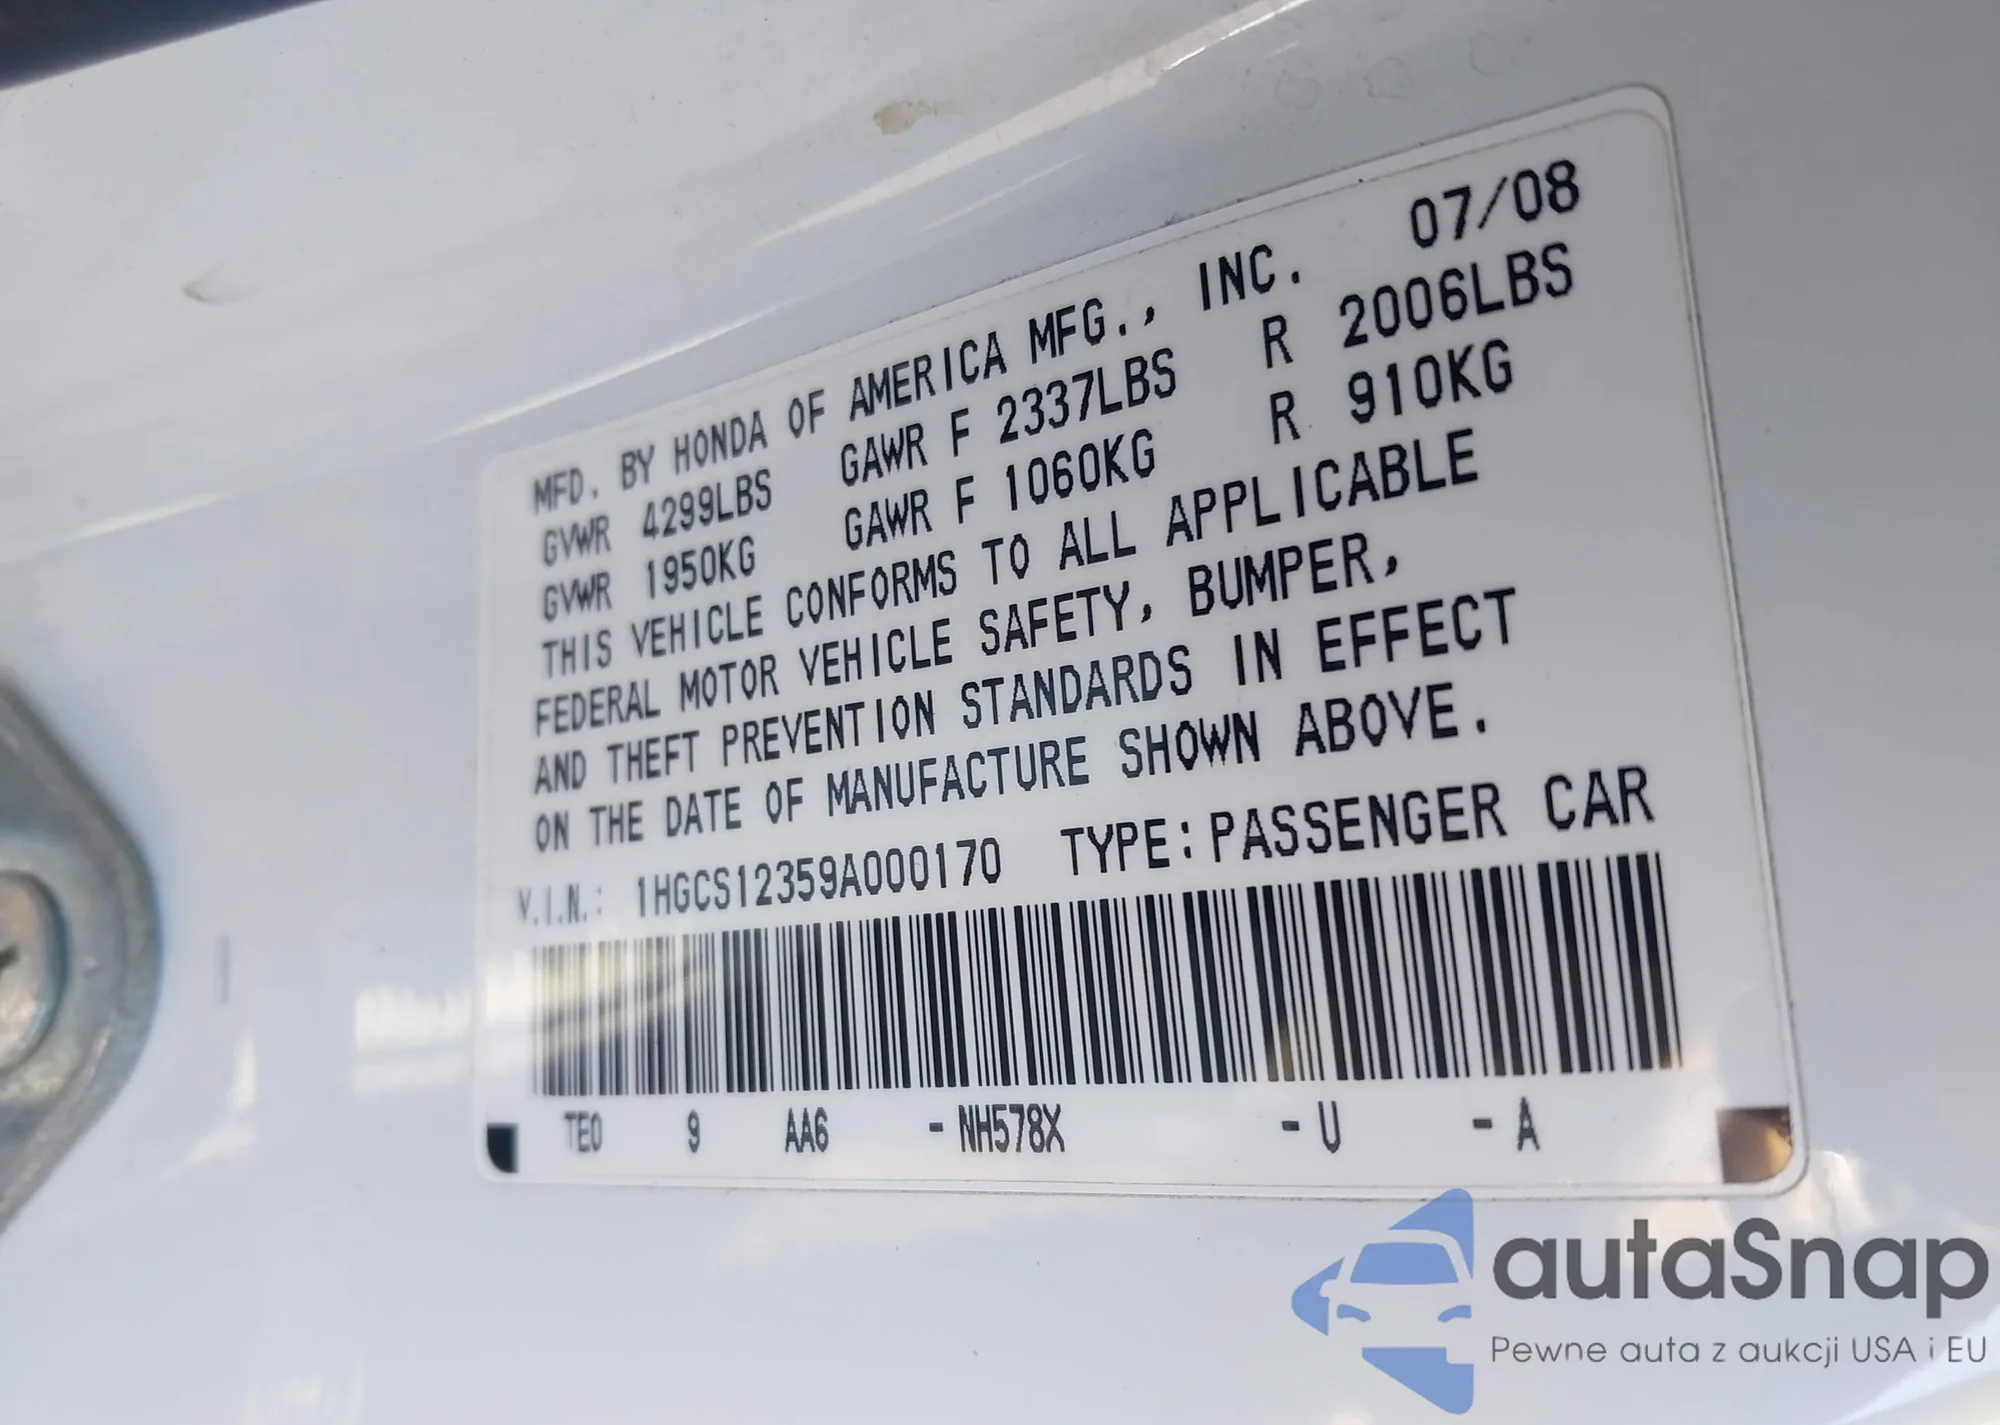 07/08
MFD. BY HONDA OF AMERICA MFG., INC.
GVWR 4299LBS GAWR F 2337LBS R 2006LBS
GVWR 1950KG GAWR F 1060KG R 910KG
THIS VEHICLE CONFORMS TO ALL APPLICABLE
FEDERAL MOTOR VEHICLE SAFETY, BUMPER,
AND THEFT PREVENTION STANDARDS IN EFFECT
ON THE DATE OF MANUFACTURE SHOWN ABOVE.
V.I.N.: 1HGCS12359A000170 TYPE:PASSENGER CAR
TE0 9 AA6 -NH578X -U -A
autaSnap
Pewne auta z aukcji USA i EU